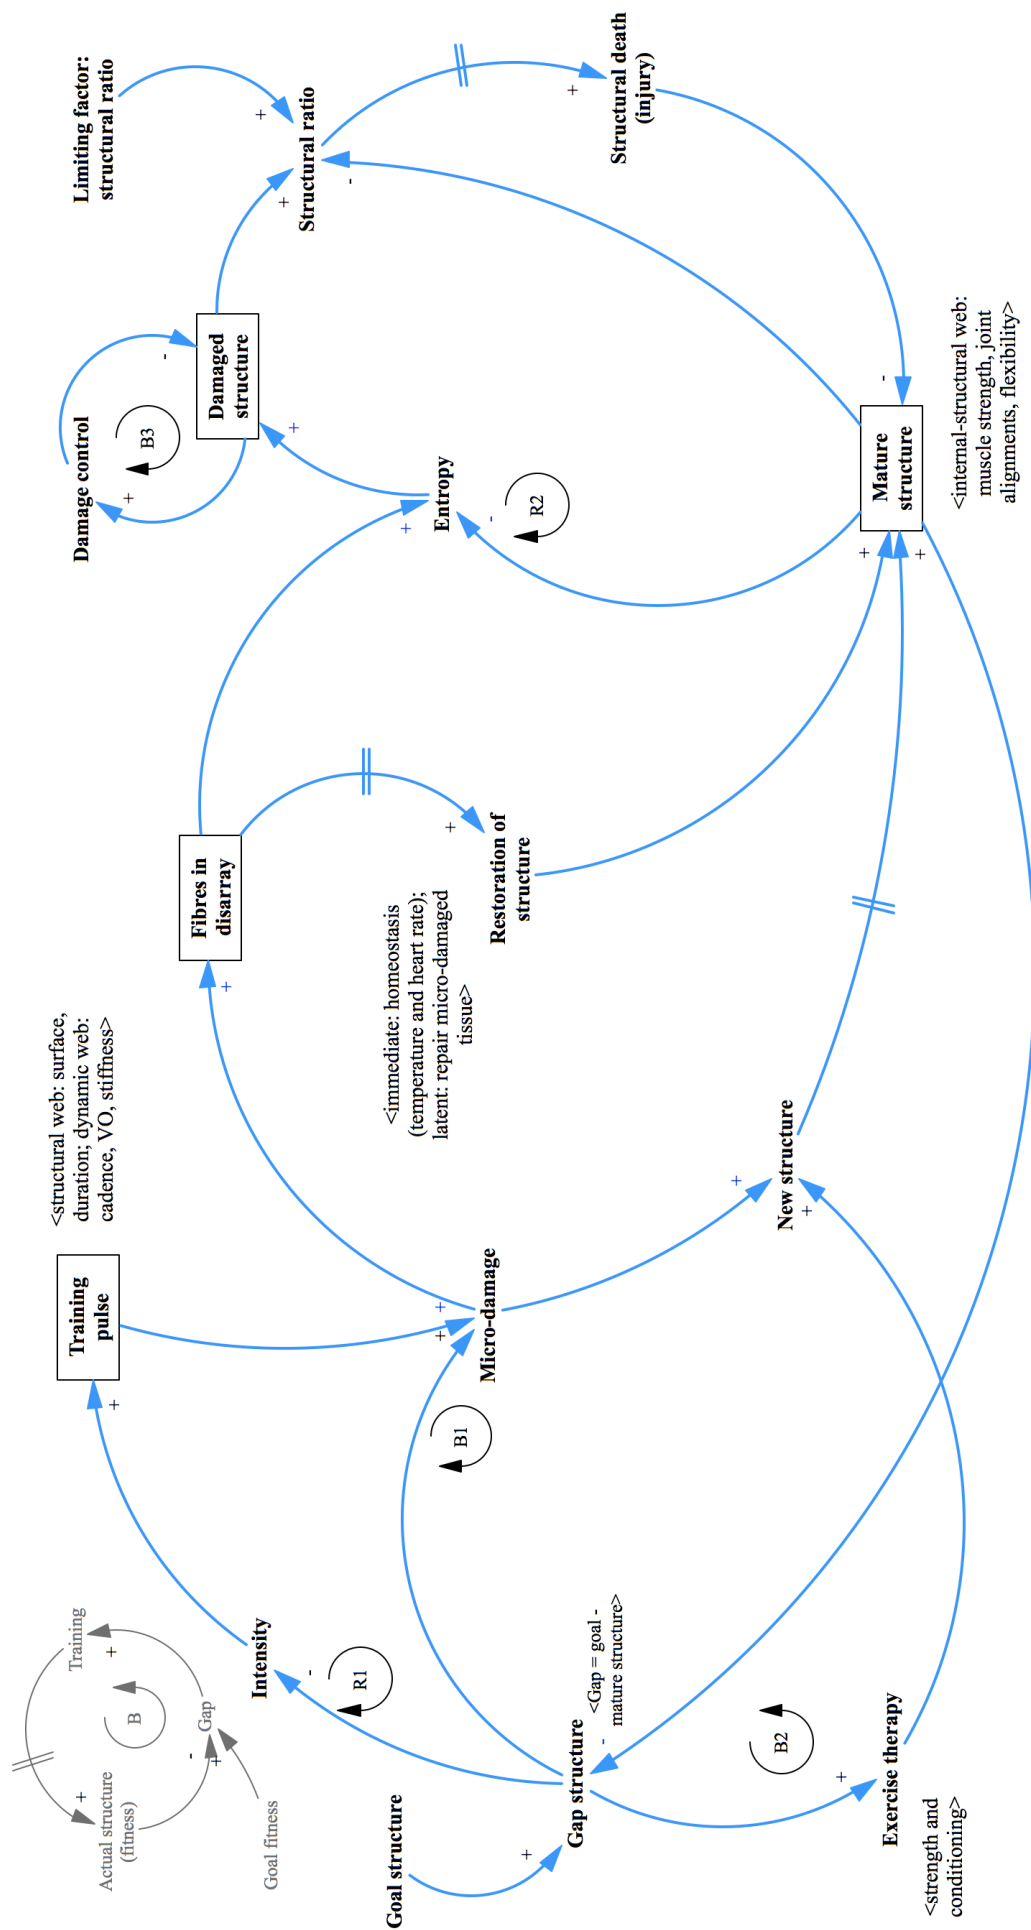 Training
B
Gap
Actual structure
(fitness)
Goal fitness
+
+
-
+
Limiting factor:
structural ratio
+
Structural ratio
+
-
Structural death
(injury)
+
Damage control
+
-
B3
Damaged
structure
+
Entropy
+
-
R2
Mature
structure
-
+
+
<internal-structural web:
muscle strength, joint
alignments, flexibility>
Fibres in
disarray
+
Restoration of
structure
+
<immediate: homeostasis
(temperature and heart rate);
latent: repair micro-damaged
tissue>
<structural web: surface,
duration; dynamic web:
cadence, VO, stiffness>
Training
pulse
+
Micro-damage
+
+
B1
New structure
+
+
Intensity
-
R1
Goal structure
+
Gap structure
-
<Gap = goal -
mature structure>
B2
Exercise therapy
+
<strength and
conditioning>